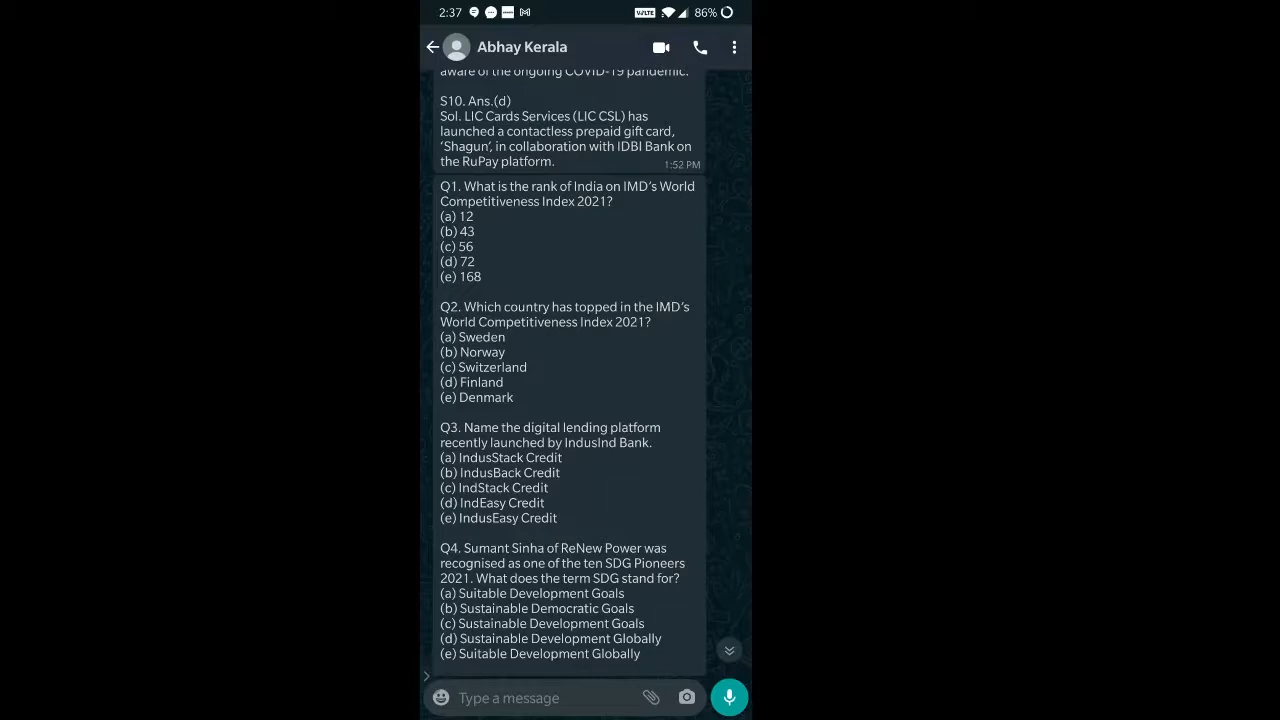 2:37
VoLTE 86%
Abhay Kerala
aware of the ongoing COVID-19 pandemic.
S10. Ans.(d)
Sol. LIC Cards Services (LIC CSL) has
launched a contactless prepaid gift card,
‘Shagun’, in collaboration with IDBI Bank on
the RuPay platform.
1:52 PM
Q1. What is the rank of India on IMD’s World
Competitiveness Index 2021?
(a) 12
(b) 43
(c) 56
(d) 72
(e) 168
Q2. Which country has topped in the IMD’s
World Competitiveness Index 2021?
(a) Sweden
(b) Norway
(c) Switzerland
(d) Finland
(e) Denmark
Q3. Name the digital lending platform
recently launched by IndusInd Bank.
(a) IndusStack Credit
(b) IndusBack Credit
(c) IndStack Credit
(d) IndEasy Credit
(e) IndusEasy Credit
Q4. Sumant Sinha of ReNew Power was
recognised as one of the ten SDG Pioneers
2021. What does the term SDG stand for?
(a) Suitable Development Goals
(b) Sustainable Democratic Goals
(c) Sustainable Development Goals
(d) Sustainable Development Globally
(e) Suitable Development Globally
Type a message